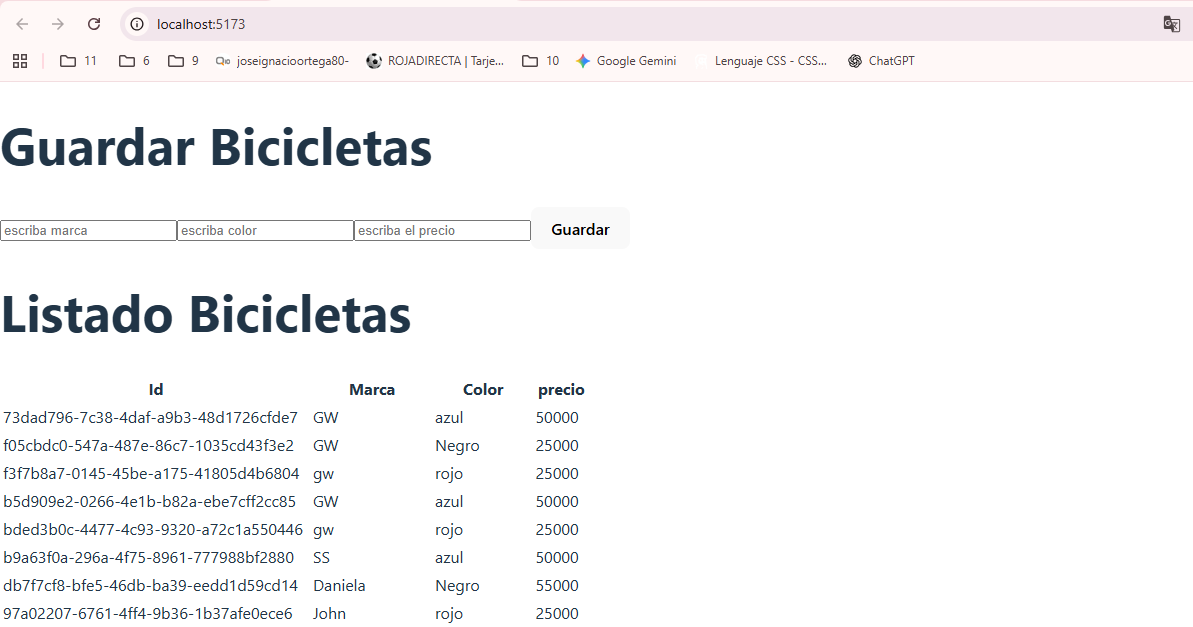 localhost:5173
11 6 9 joseignacioortega80- ROJADIRECTA | Tarje... 10 Google Gemini Lenguaje CSS - CSS... ChatGPT
Guardar Bicicletas
escriba marca escriba color escriba el precio Guardar
Listado Bicicletas
Id Marca Color precio
73dad796-7c38-4daf-a9b3-48d1726cfde7 GW azul 50000
f05cbdc0-547a-487e-86c7-1035cd43f3e2 GW Negro 25000
f3f7b8a7-0145-45be-a175-41805d4b6804 gw rojo 25000
b5d909e2-0266-4e1b-b82a-ebe7cff2cc85 GW azul 50000
bded3b0c-4477-4c93-9320-a72c1a550446 gw rojo 25000
b9a63f0a-296a-4f75-8961-777988bf2880 SS azul 50000
db7f7cf8-bfe5-46db-ba39-eedd1d59cd14 Daniela Negro 55000
97a02207-6761-4ff4-9b36-1b37afe0ece6 John rojo 25000